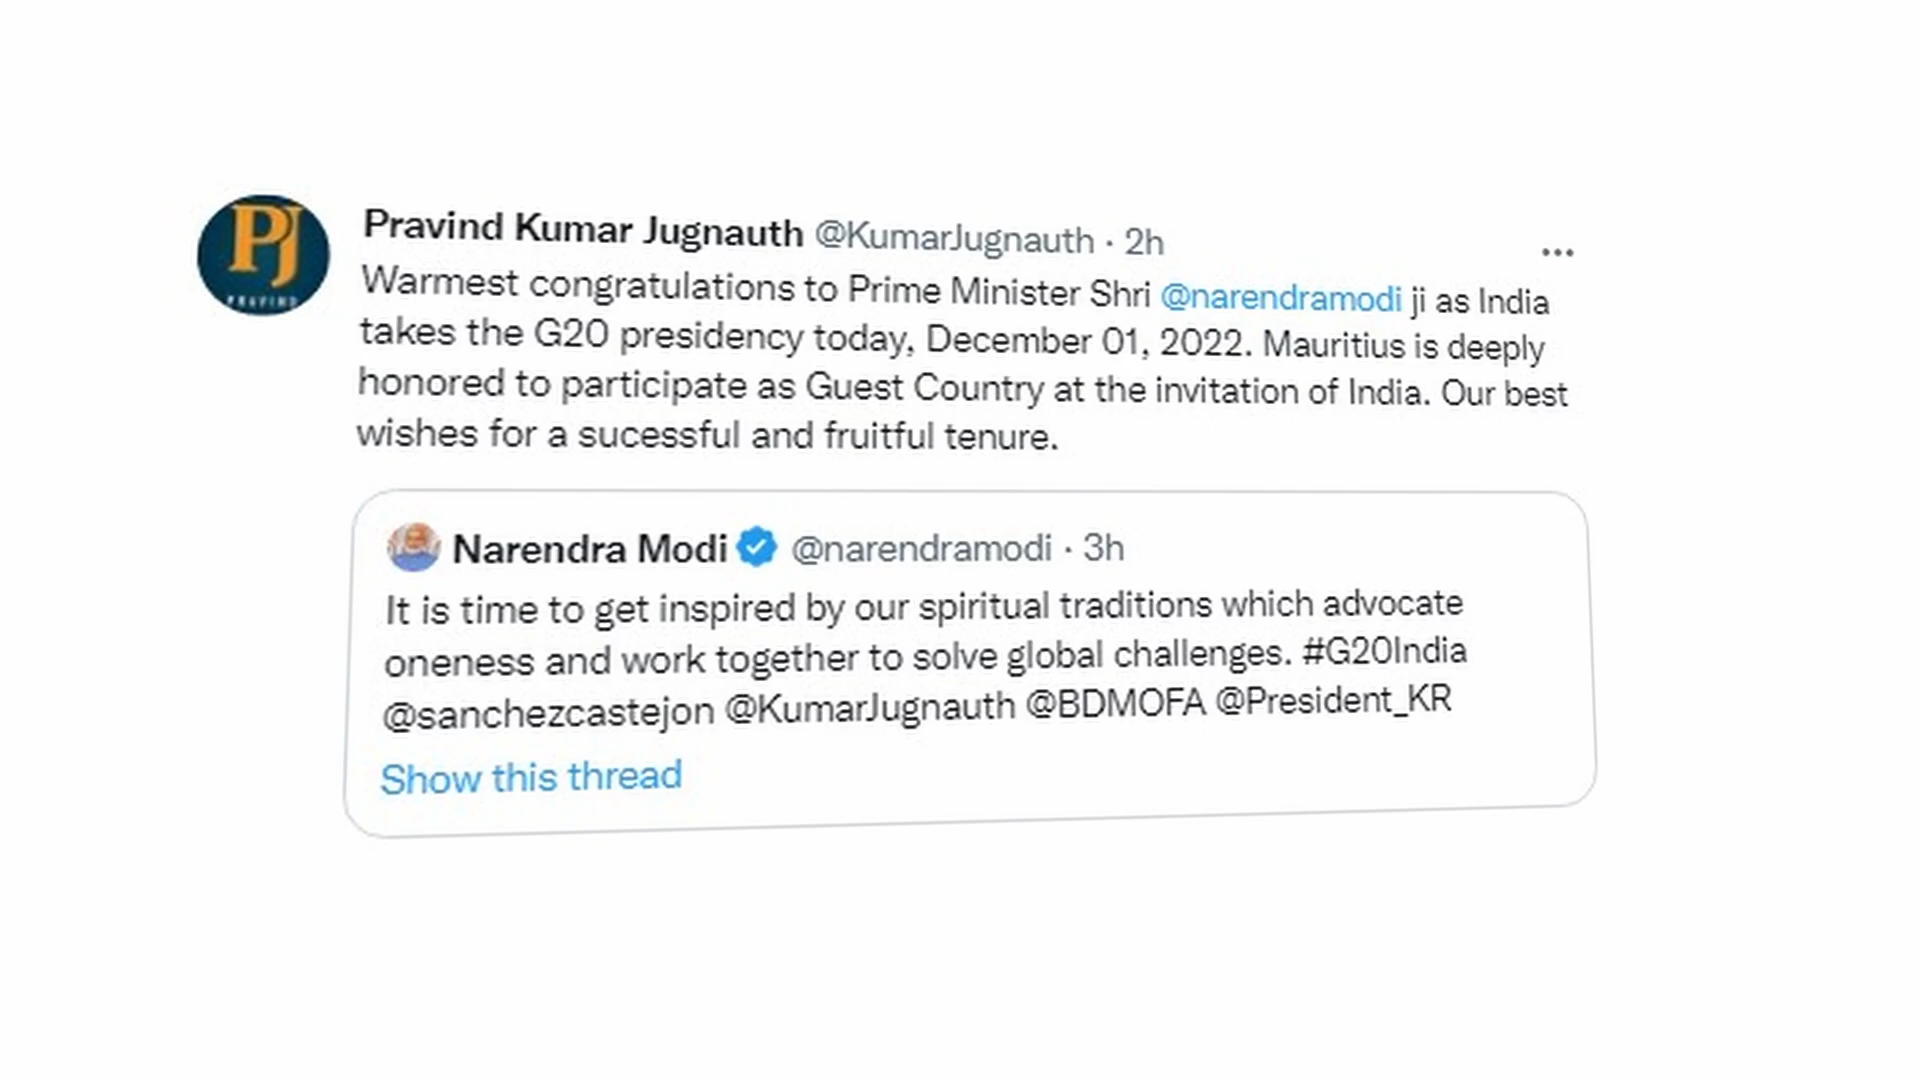 PJ
PRAVIND
Pravind Kumar Jugnauth @KumarJugnauth · 2h
Warmest congratulations to Prime Minister Shri @narendramodi ji as India
takes the G20 presidency today, December 01, 2022. Mauritius is deeply
honored to participate as Guest Country at the invitation of India. Our best
wishes for a sucessful and fruitful tenure.
Narendra Modi @narendramodi · 3h
It is time to get inspired by our spiritual traditions which advocate
oneness and work together to solve global challenges. #G20India
@sanchezcastejon @KumarJugnauth @BDMOFA @President_KR
Show this thread